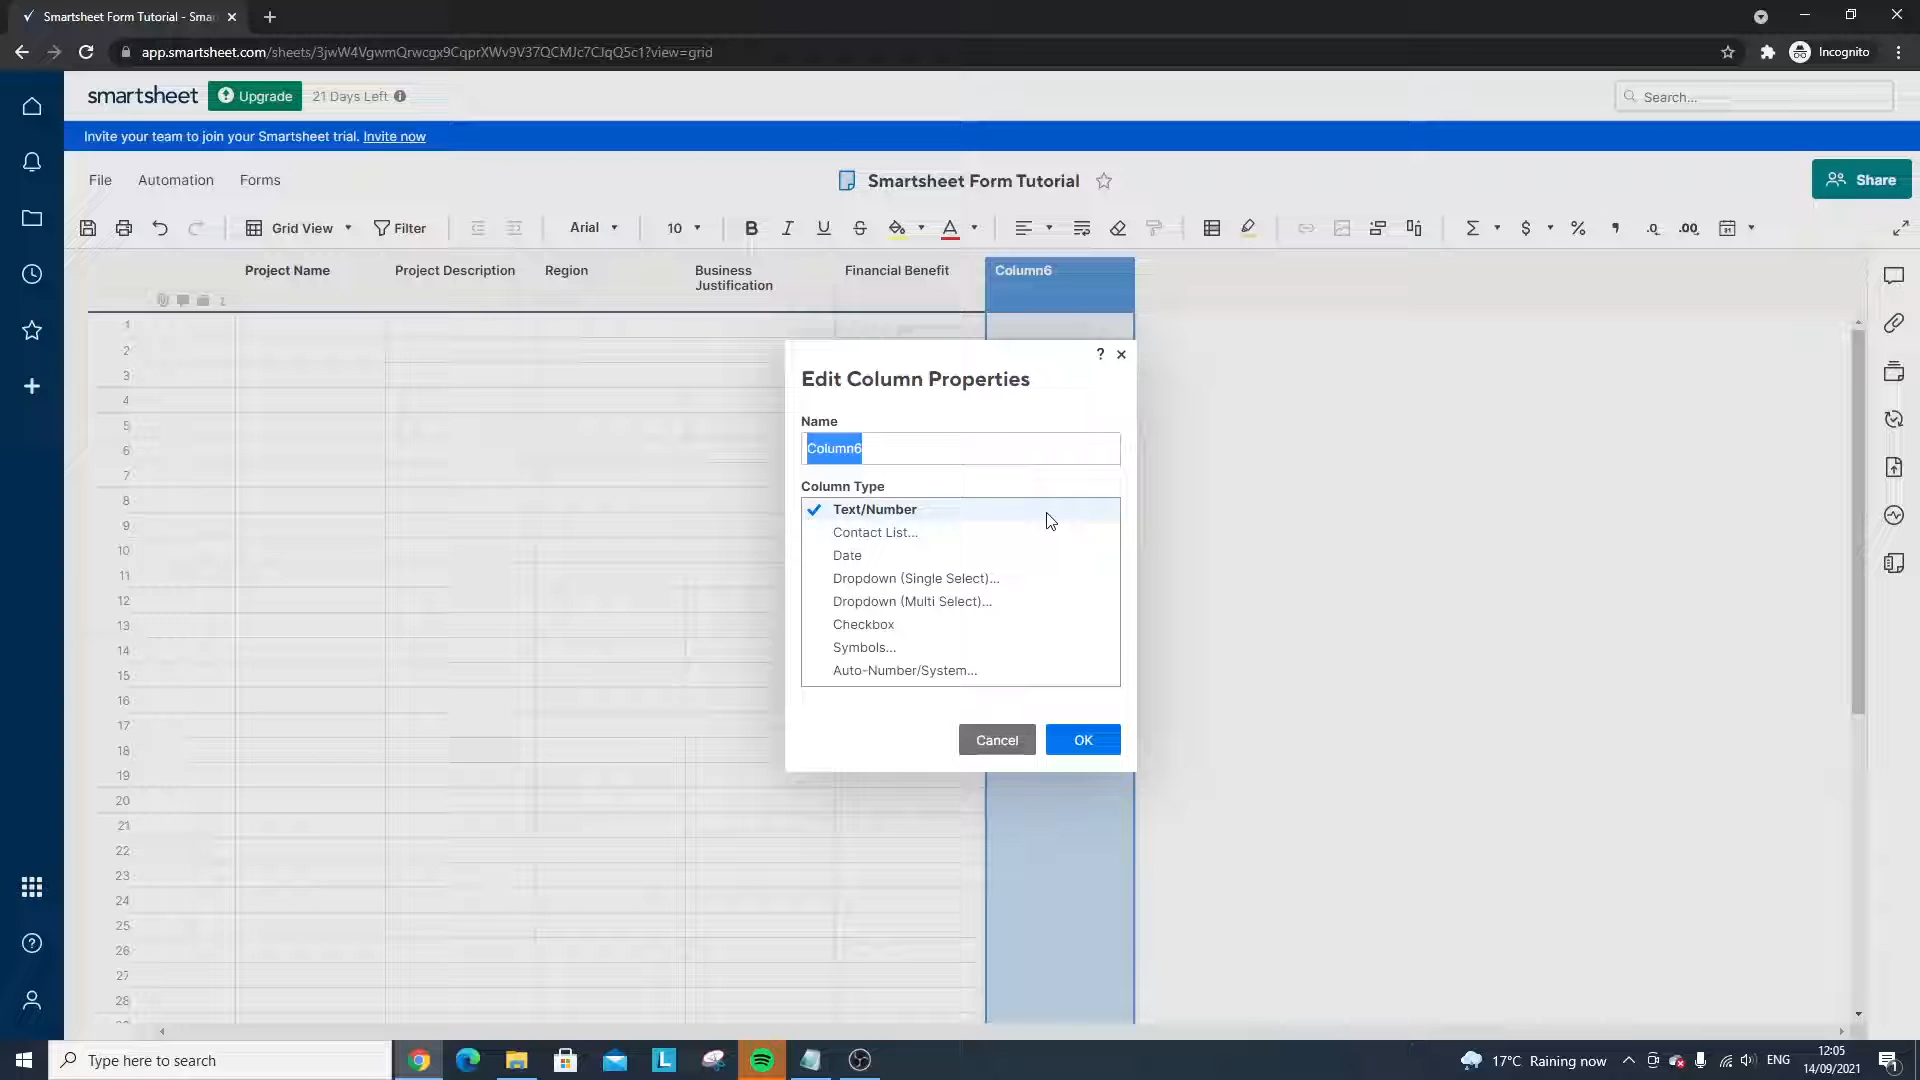 Smartsheet Form Tutorial - Sma
app.smartsheet.com/sheets/3jwW4VgwmQrwcgx9CqprXWv9V37QCMJc7CJqQ5c1?view=grid
Incognito
smartsheet
Upgrade
21 Days Left
Search...
Invite your team to join your Smartsheet trial. Invite now
File
Automation
Forms
Smartsheet Form Tutorial
Share
Grid View
Filter
Arial
10
Project Name
Project Description
Region
Business
Justification
Financial Benefit
Column6
1
2
3
4
5
6
7
8
9
10
11
12
13
14
15
16
17
18
19
20
21
22
23
24
25
26
27
28
Edit Column Properties
Name
Column6
Column Type
Text/Number
Contact List...
Date
Dropdown (Single Select)...
Dropdown (Multi Select)...
Checkbox
Symbols...
Auto-Number/System...
Cancel
OK
Type here to search
17°C Raining now
ENG
12:05
14/09/2021